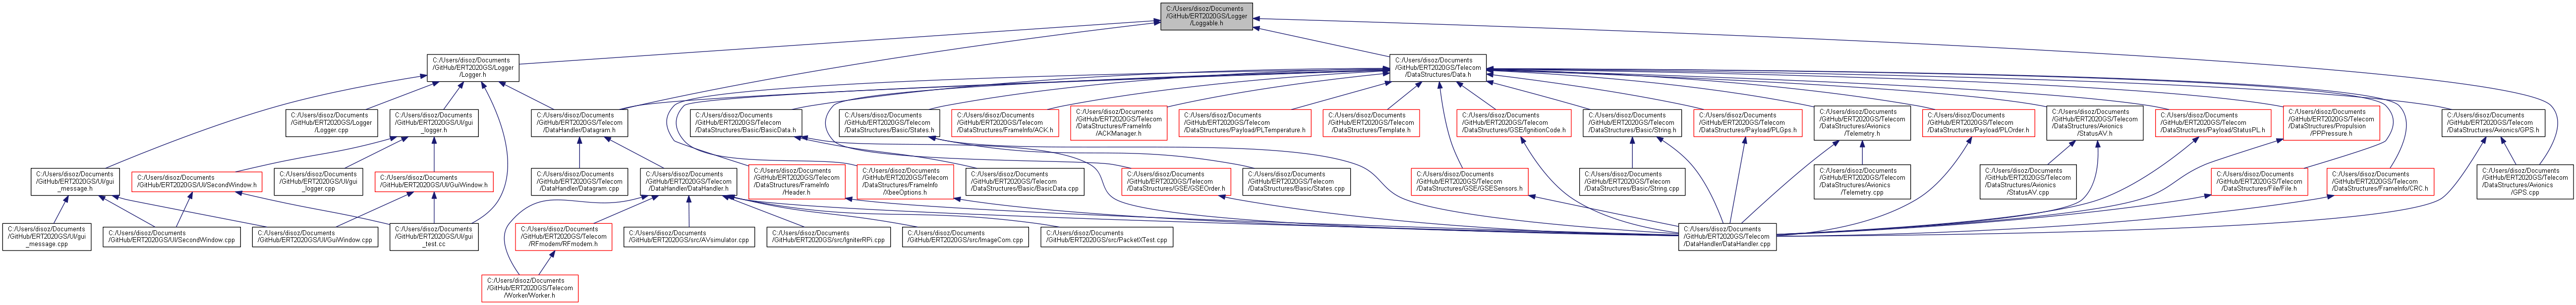 C:/Users/disoz/Documents
/GitHub/ERT2020GS/Logger
/Loggable.h
C:/Users/disoz/Documents
/GitHub/ERT2020GS/Logger
/Logger.h
C:/Users/disoz/Documents
/GitHub/ERT2020GS/Telecom
/DataStructures/Data.h
C:/Users/disoz/Documents
/GitHub/ERT2020GS/Logger
/Logger.cpp
C:/Users/disoz/Documents
/GitHub/ERT2020GS/UI/gui
_logger.h
C:/Users/disoz/Documents
/GitHub/ERT2020GS/Telecom
/DataHandler/Datagram.h
C:/Users/disoz/Documents
/GitHub/ERT2020GS/Telecom
/DataStructures/Basic/BasicData.h
C:/Users/disoz/Documents
/GitHub/ERT2020GS/Telecom
/DataStructures/Basic/States.h
C:/Users/disoz/Documents
/GitHub/ERT2020GS/Telecom
/DataStructures/FrameInfo/ACK.h
C:/Users/disoz/Documents
/GitHub/ERT2020GS/Telecom
/DataStructures/FrameInfo
/ACKManager.h
C:/Users/disoz/Documents
/GitHub/ERT2020GS/Telecom
/DataStructures/Payload/PLTemperature.h
C:/Users/disoz/Documents
/GitHub/ERT2020GS/Telecom
/DataStructures/Template.h
C:/Users/disoz/Documents
/GitHub/ERT2020GS/Telecom
/DataStructures/GSE/IgnitionCode.h
C:/Users/disoz/Documents
/GitHub/ERT2020GS/Telecom
/DataStructures/Basic/String.h
C:/Users/disoz/Documents
/GitHub/ERT2020GS/Telecom
/DataStructures/Payload/PLGps.h
C:/Users/disoz/Documents
/GitHub/ERT2020GS/Telecom
/DataStructures/Avionics
/Telemetry.h
C:/Users/disoz/Documents
/GitHub/ERT2020GS/Telecom
/DataStructures/Payload/PLOrder.h
C:/Users/disoz/Documents
/GitHub/ERT2020GS/Telecom
/DataStructures/Avionics
/StatusAV.h
C:/Users/disoz/Documents
/GitHub/ERT2020GS/Telecom
/DataStructures/Payload/StatusPL.h
C:/Users/disoz/Documents
/GitHub/ERT2020GS/Telecom
/DataStructures/Propulsion
/PPPressure.h
C:/Users/disoz/Documents
/GitHub/ERT2020GS/Telecom
/DataStructures/Avionics/GPS.h
C:/Users/disoz/Documents
/GitHub/ERT2020GS/UI/gui
_message.h
C:/Users/disoz/Documents
/GitHub/ERT2020GS/UI/SecondWindow.h
C:/Users/disoz/Documents
/GitHub/ERT2020GS/UI/gui
_logger.cpp
C:/Users/disoz/Documents
/GitHub/ERT2020GS/UI/GuiWindow.h
C:/Users/disoz/Documents
/GitHub/ERT2020GS/Telecom
/DataHandler/Datagram.cpp
C:/Users/disoz/Documents
/GitHub/ERT2020GS/Telecom
/DataHandler/DataHandler.h
C:/Users/disoz/Documents
/GitHub/ERT2020GS/Telecom
/DataStructures/FrameInfo
/Header.h
C:/Users/disoz/Documents
/GitHub/ERT2020GS/Telecom
/DataStructures/FrameInfo
/XbeeOptions.h
C:/Users/disoz/Documents
/GitHub/ERT2020GS/Telecom
/DataStructures/Basic/BasicData.cpp
C:/Users/disoz/Documents
/GitHub/ERT2020GS/Telecom
/DataStructures/GSE/GSEOrder.h
C:/Users/disoz/Documents
/GitHub/ERT2020GS/Telecom
/DataStructures/Basic/States.cpp
C:/Users/disoz/Documents
/GitHub/ERT2020GS/Telecom
/DataStructures/GSE/GSESensors.h
C:/Users/disoz/Documents
/GitHub/ERT2020GS/Telecom
/DataStructures/Basic/String.cpp
C:/Users/disoz/Documents
/GitHub/ERT2020GS/Telecom
/DataStructures/Avionics
/Telemetry.cpp
C:/Users/disoz/Documents
/GitHub/ERT2020GS/Telecom
/DataStructures/Avionics
/StatusAV.cpp
C:/Users/disoz/Documents
/GitHub/ERT2020GS/Telecom
/DataStructures/File/File.h
C:/Users/disoz/Documents
/GitHub/ERT2020GS/Telecom
/DataStructures/FrameInfo/CRC.h
C:/Users/disoz/Documents
/GitHub/ERT2020GS/Telecom
/DataStructures/Avionics
/GPS.cpp
C:/Users/disoz/Documents
/GitHub/ERT2020GS/UI/gui
_message.cpp
C:/Users/disoz/Documents
/GitHub/ERT2020GS/UI/SecondWindow.cpp
C:/Users/disoz/Documents
/GitHub/ERT2020GS/UI/GuiWindow.cpp
C:/Users/disoz/Documents
/GitHub/ERT2020GS/UI/gui
_test.cc
C:/Users/disoz/Documents
/GitHub/ERT2020GS/Telecom
/RFmodem/RFmodem.h
C:/Users/disoz/Documents
/GitHub/ERT2020GS/src/AVsimulator.cpp
C:/Users/disoz/Documents
/GitHub/ERT2020GS/src/IgniterRPi.cpp
C:/Users/disoz/Documents
/GitHub/ERT2020GS/src/ImageCom.cpp
C:/Users/disoz/Documents
/GitHub/ERT2020GS/src/PacketXTest.cpp
C:/Users/disoz/Documents
/GitHub/ERT2020GS/Telecom
/DataHandler/DataHandler.cpp
C:/Users/disoz/Documents
/GitHub/ERT2020GS/Telecom
/Worker/Worker.h